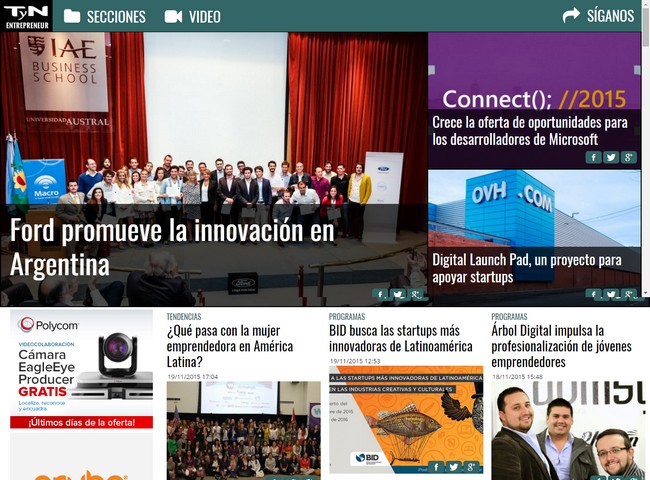 TyN
ENTREPRENEUR
SECCIONES
VIDEO
SÍGANOS
IAE
BUSINESS
SCHOOL
UNIVERSIDAD AUSTRAL
Macro
Ford promueve la innovación en
Argentina
Connect(); //2015
Crece la oferta de oportunidades para
los desarrolladores de Microsoft
OVH.COM
Digital Launch Pad, un proyecto para
apoyar startups
Polycom
VIDEOCOLABORACIÓN
Cámara
EagleEye
Producer
GRATIS
Localiza, reconoce
y encuadra.
¡Últimos días de la oferta!
TENDENCIAS
¿Qué pasa con la mujer
emprendedora en América
Latina?
19/11/2015 17:04
PROGRAMAS
BID busca las startups más
innovadoras de Latinoamérica
19/11/2015 12:53
A LAS STARTUPS MÁS INNOVADORAS DE LATINOAMÉRICA
EN LAS INDUSTRIAS CREATIVAS Y CULTURALES
BID
PROGRAMAS
Árbol Digital impulsa la
profesionalización de jóvenes
emprendedores
18/11/2015 15:48